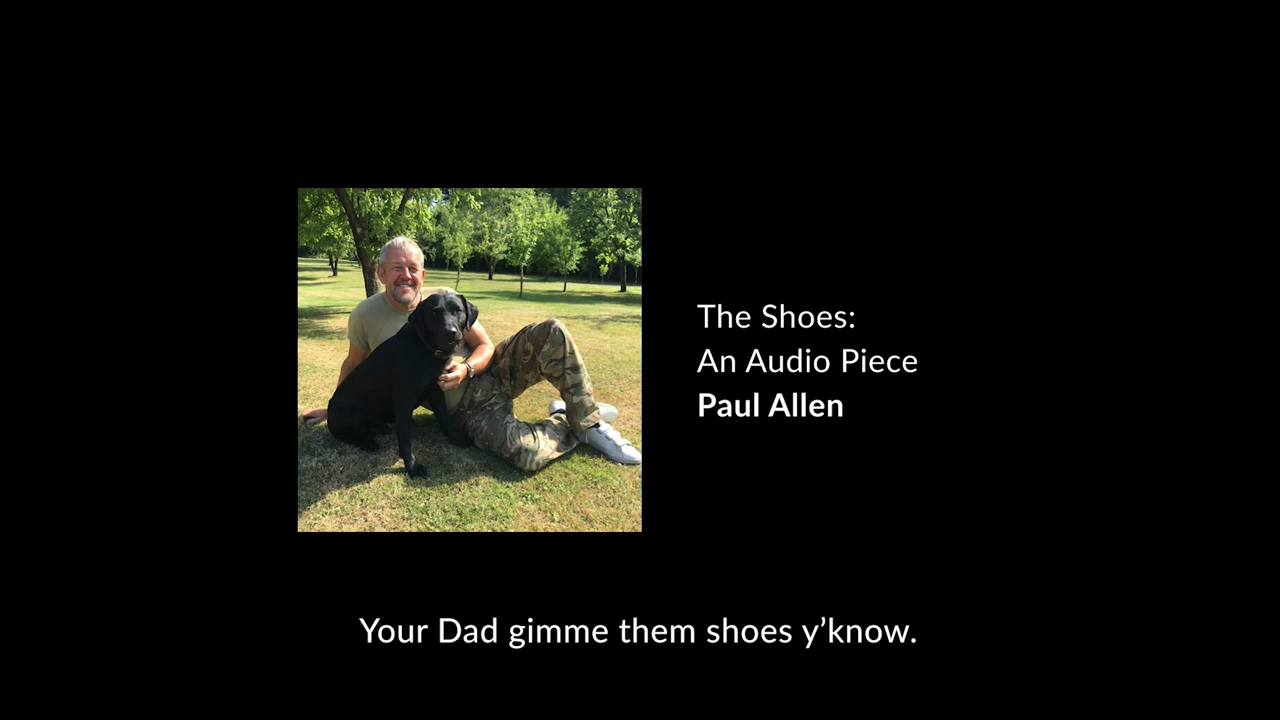 The Shoes:
An Audio Piece
Paul Allen
Your Dad gimme them shoes y’know.